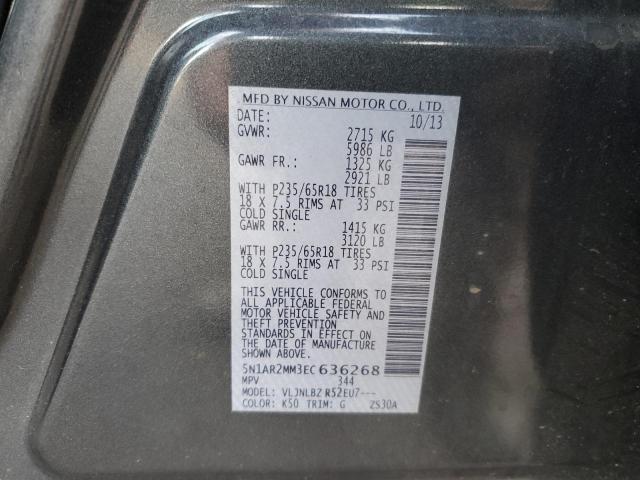 MFD BY NISSAN MOTOR CO., LTD.
DATE: 10/13
GVWR: 2715 KG
5986 LB
GAWR FR.: 1325 KG
2921 LB
WITH P235/65R18 TIRES
18 X 7.5 RIMS AT 33 PSI
COLD SINGLE
GAWR RR.: 1415 KG
3120 LB
WITH P235/65R18 TIRES
18 X 7.5 RIMS AT 33 PSI
COLD SINGLE
THIS VEHICLE CONFORMS TO
ALL APPLICABLE FEDERAL
MOTOR VEHICLE SAFETY AND
THEFT PREVENTION
STANDARDS IN EFFECT ON
THE DATE OF MANUFACTURE
SHOWN ABOVE.
5N1AR2MM3EC636268
MPV 344
MODEL: VLJNLBZ R52EU7---
COLOR: K50 TRIM: G ZS30A